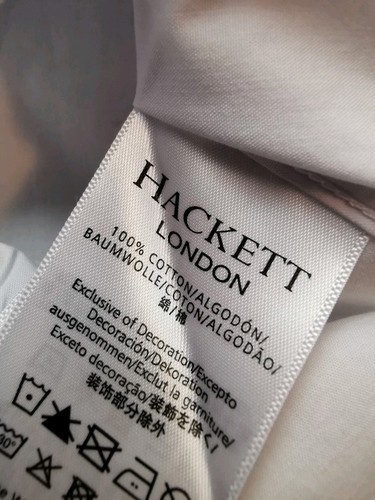 HACKETT
LONDON
100% COTTON/ALGODÓN/
BAUMWOLLE/COTON/ALGODÃO/
綿/棉
Exclusive of Decoration/Excepto
Decoración/Dekoration
ausgenommen/Exclut la garniture/
Exceto decoração/装飾を除く/
装饰部分除外